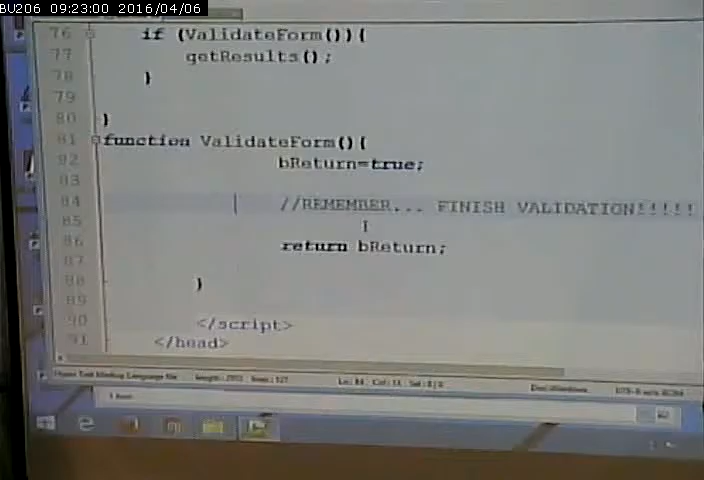 BU206 09:23:00 2016/04/06
76 if (ValidateForm()){
77 getResults();
78 }
79
80 }
81 function ValidateForm(){
82 bReturn=true;
83
84 //REMEMBER... FINISH VALIDATION!!!!!
85
86 return bReturn;
87
88 }
89
90 </script>
91 </head>